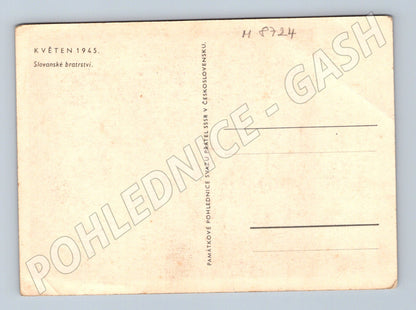 M 8724
KVĚTEN 1945.
Slovanské bratrství.
PAMÁTKOVÉ POHLEDNICE SVAZU PŘÁTEL SSSR V ČESKOSLOVENSKU.
POHLEDNICE - GASH